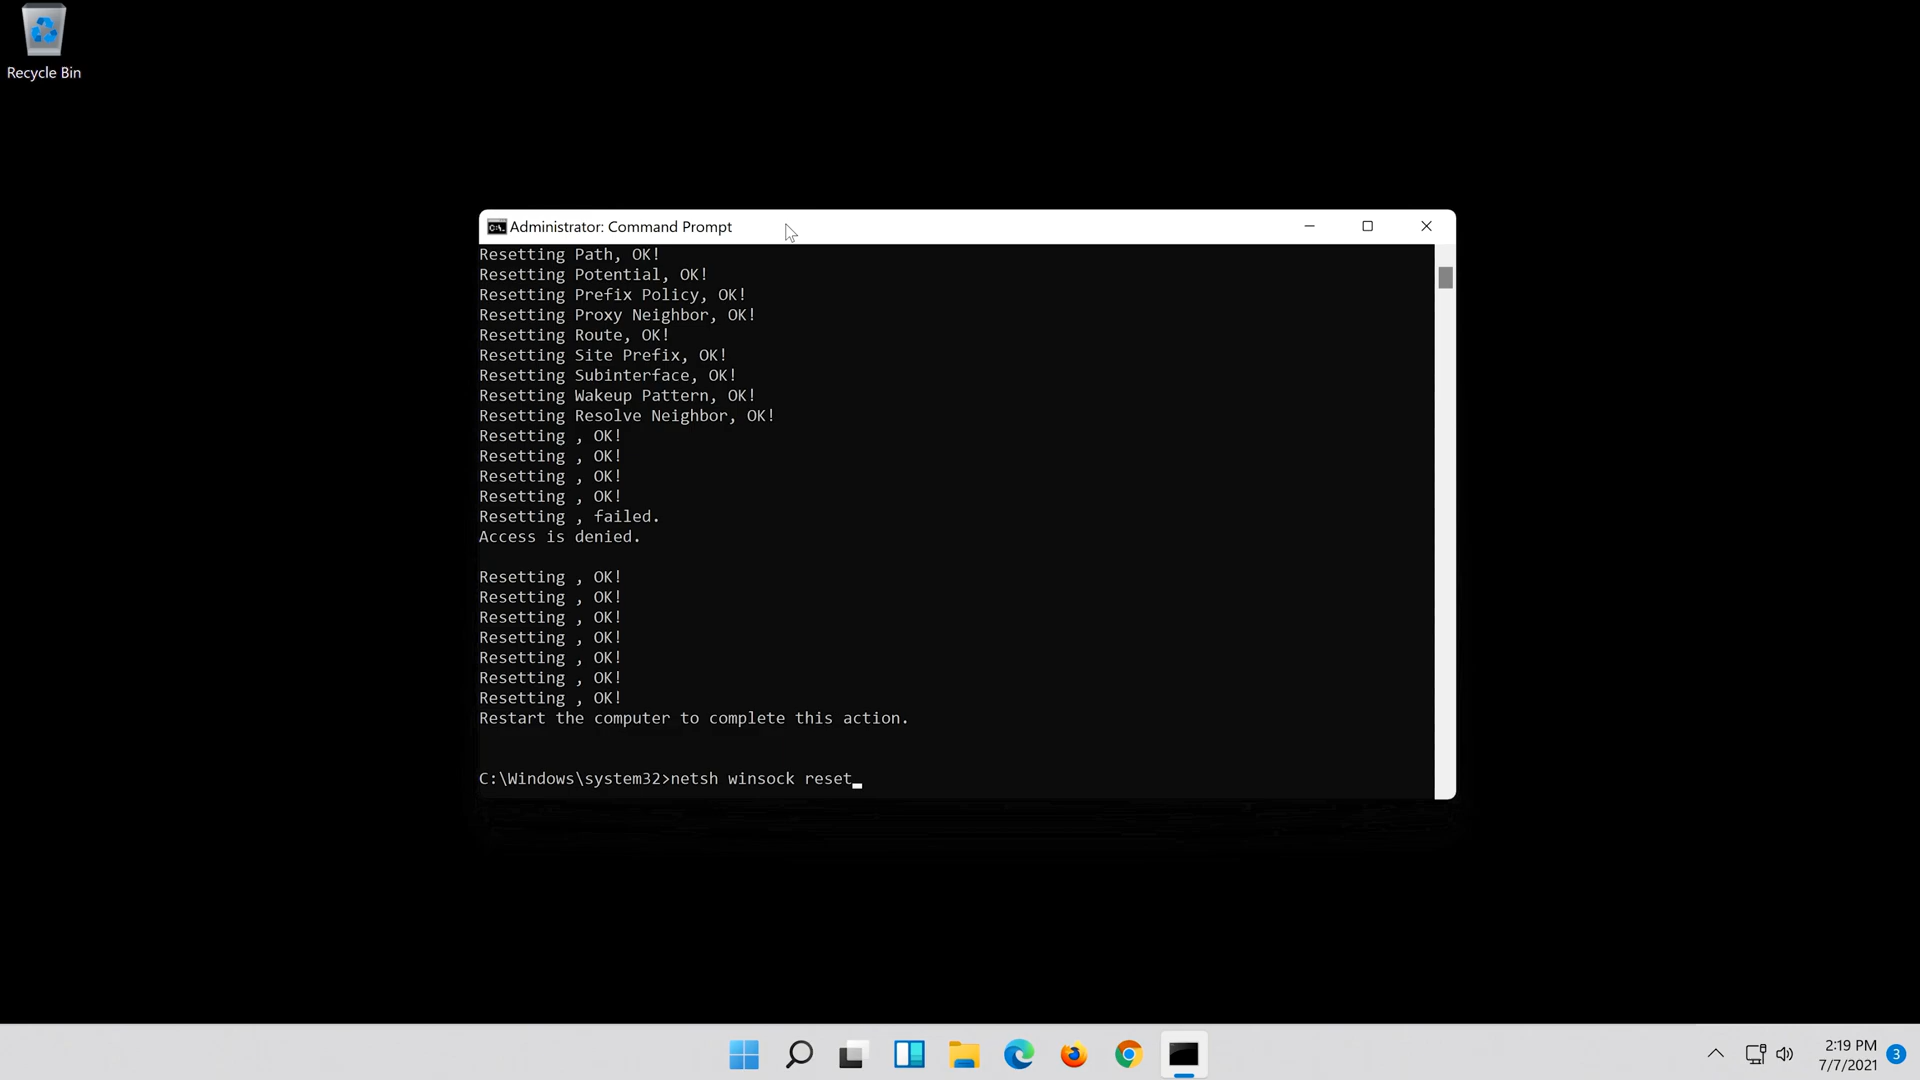 Recycle Bin
Administrator: Command Prompt
Resetting Path, OK!
Resetting Potential, OK!
Resetting Prefix Policy, OK!
Resetting Proxy Neighbor, OK!
Resetting Route, OK!
Resetting Site Prefix, OK!
Resetting Subinterface, OK!
Resetting Wakeup Pattern, OK!
Resetting Resolve Neighbor, OK!
Resetting , OK!
Resetting , OK!
Resetting , OK!
Resetting , OK!
Resetting , failed.
Access is denied.
Resetting , OK!
Resetting , OK!
Resetting , OK!
Resetting , OK!
Resetting , OK!
Resetting , OK!
Resetting , OK!
Restart the computer to complete this action.
C:\Windows\system32>netsh winsock reset
2:19 PM
7/7/2021
3